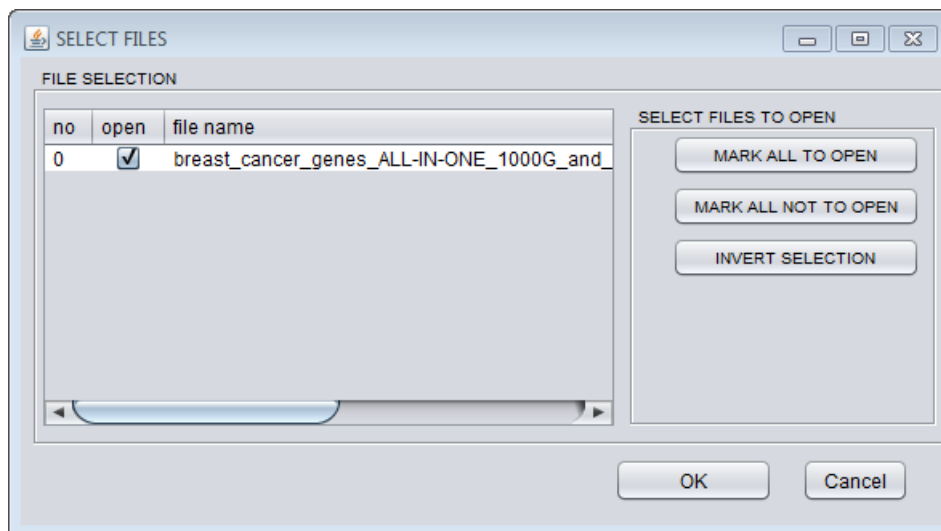 SELECT FILES
FILE SELECTION
no open file name
0 breast_cancer_genes_ALL-IN-ONE_1000G_and_
SELECT FILES TO OPEN
MARK ALL TO OPEN
MARK ALL NOT TO OPEN
INVERT SELECTION
OK Cancel